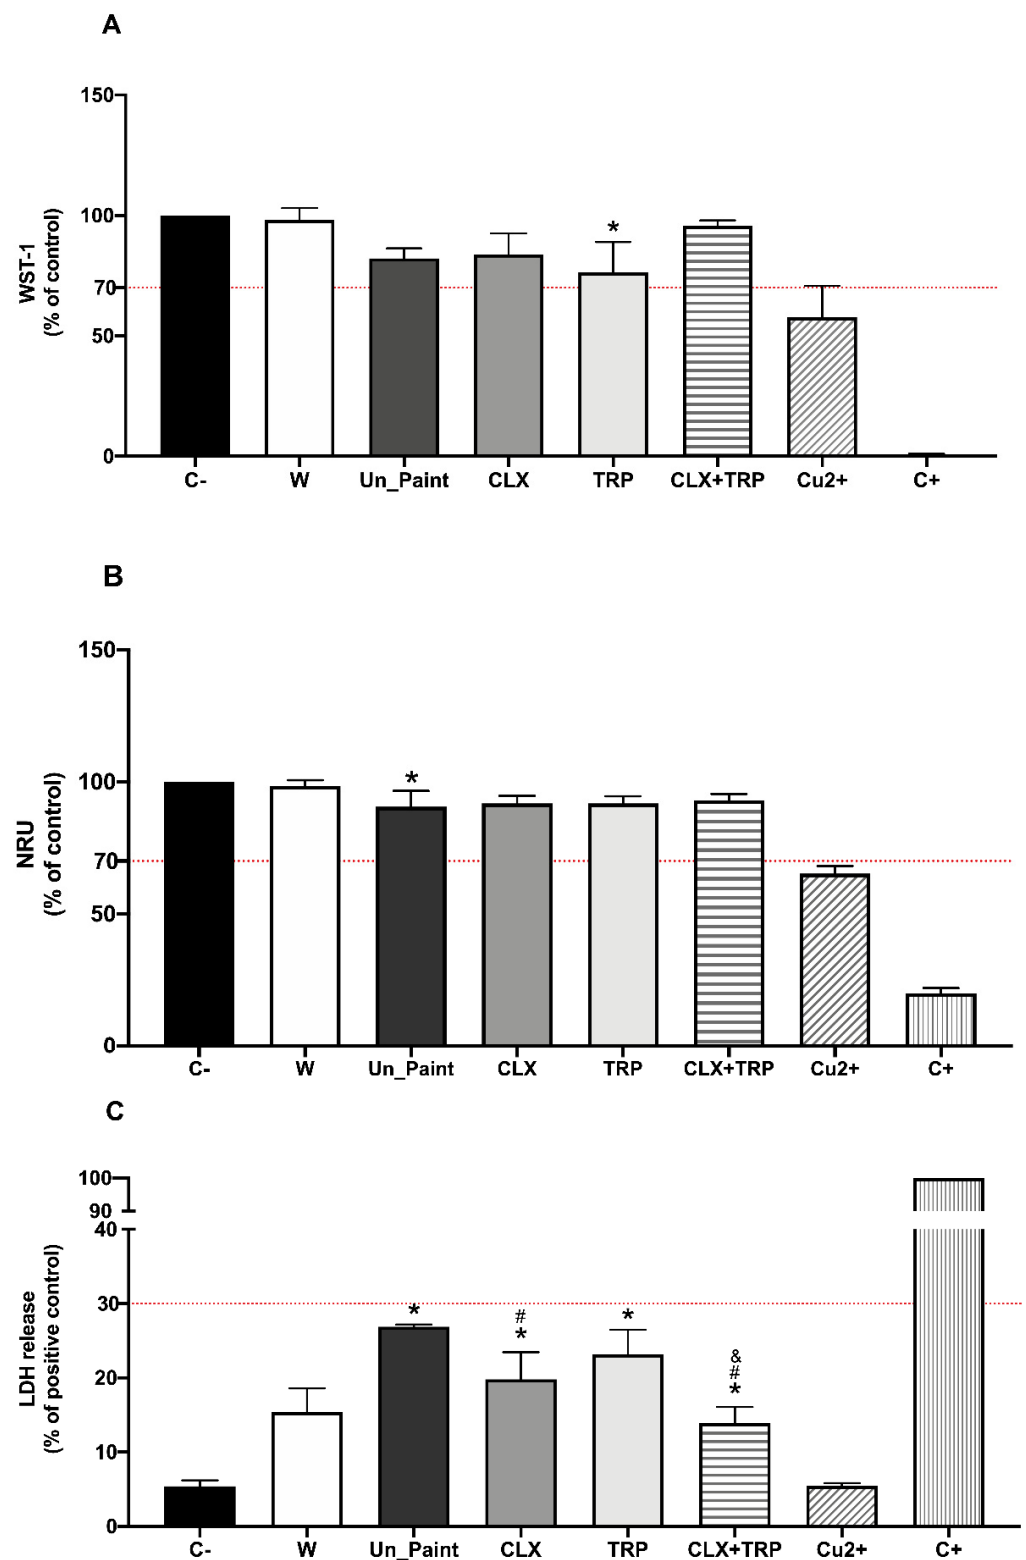 A
150
100
70
50
0
WST-1
(% of control)
*
C- W Un_Paint CLX TRP CLX+TRP Cu2+ C+
B
150
100
70
50
0
NRU
(% of control)
*
C- W Un_Paint CLX TRP CLX+TRP Cu2+ C+
C
100
90
40
30
20
10
0
LDH release
(% of positive control)
*
#
*
*
&
#
*
C- W Un_Paint CLX TRP CLX+TRP Cu2+ C+